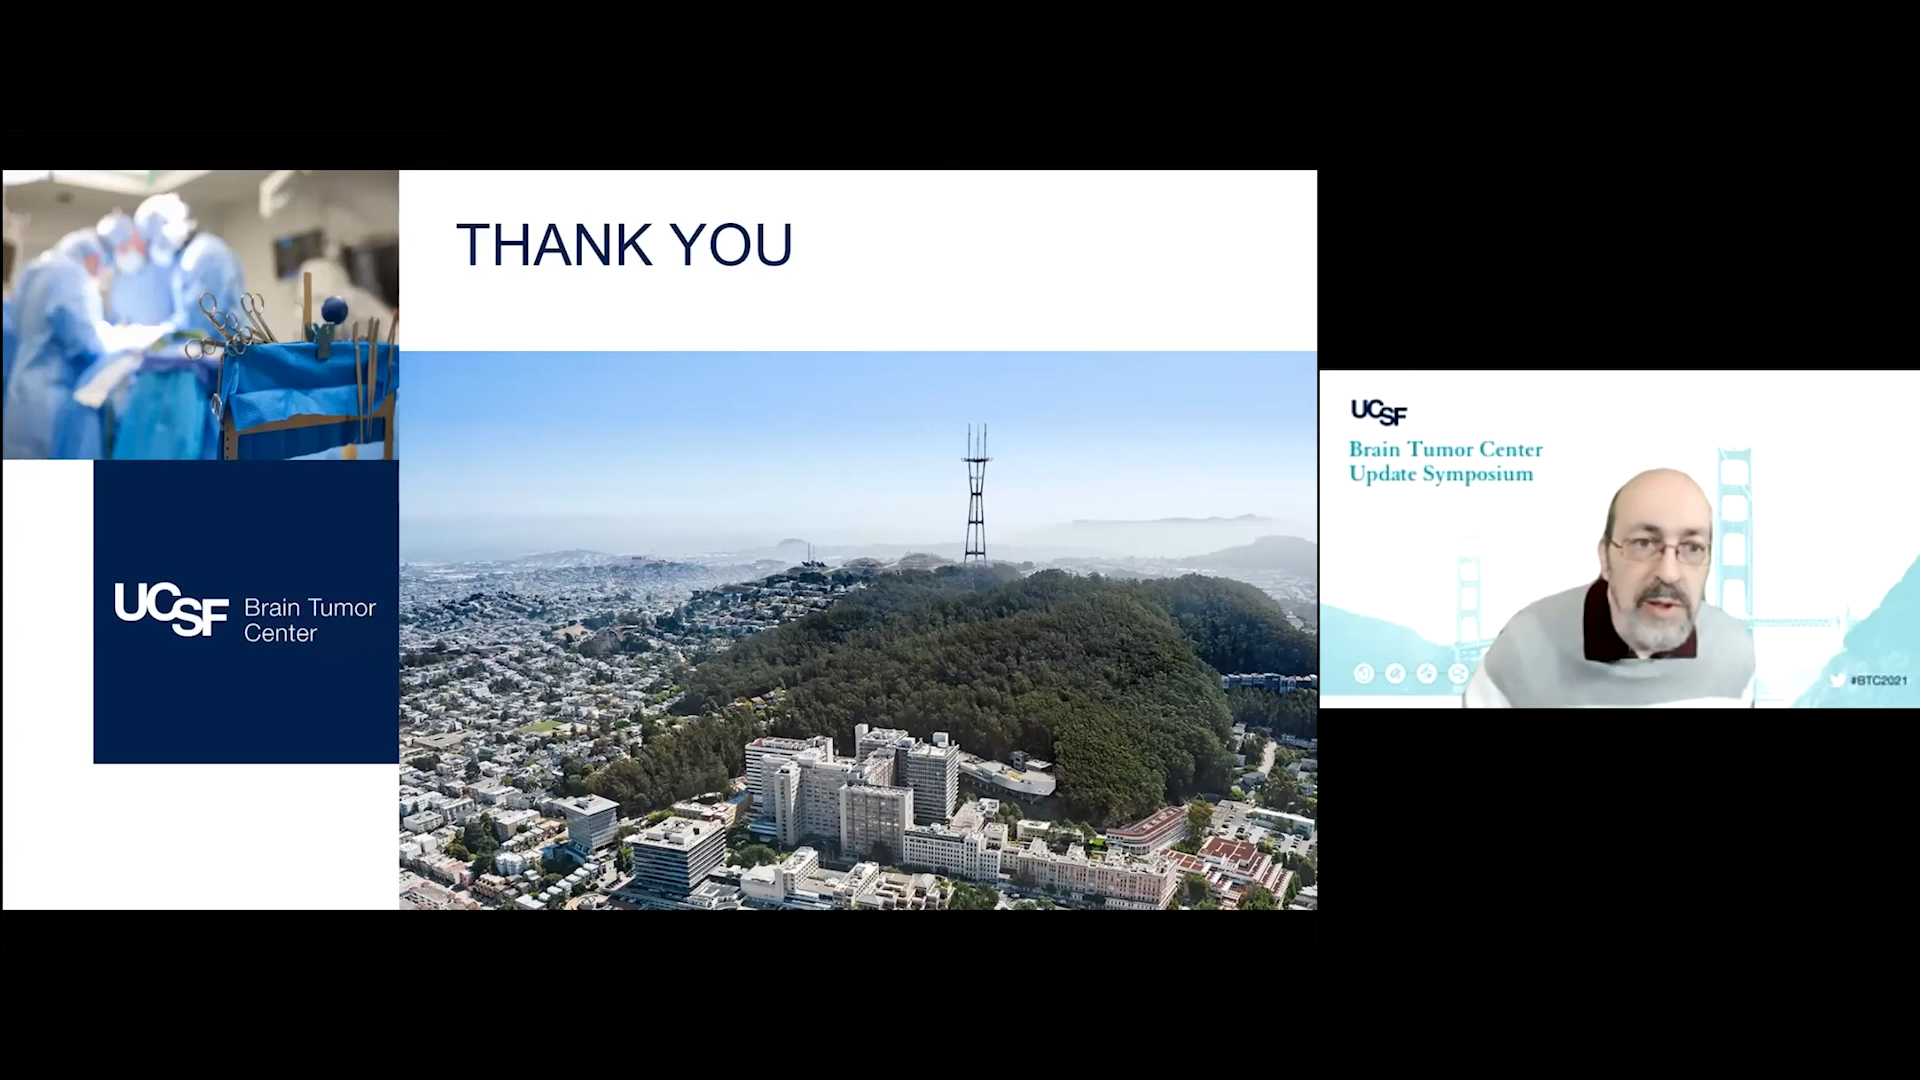 THANK YOU
UCSF Brain Tumor
Center
UCSF
Brain Tumor Center
Update Symposium
#BTC2021